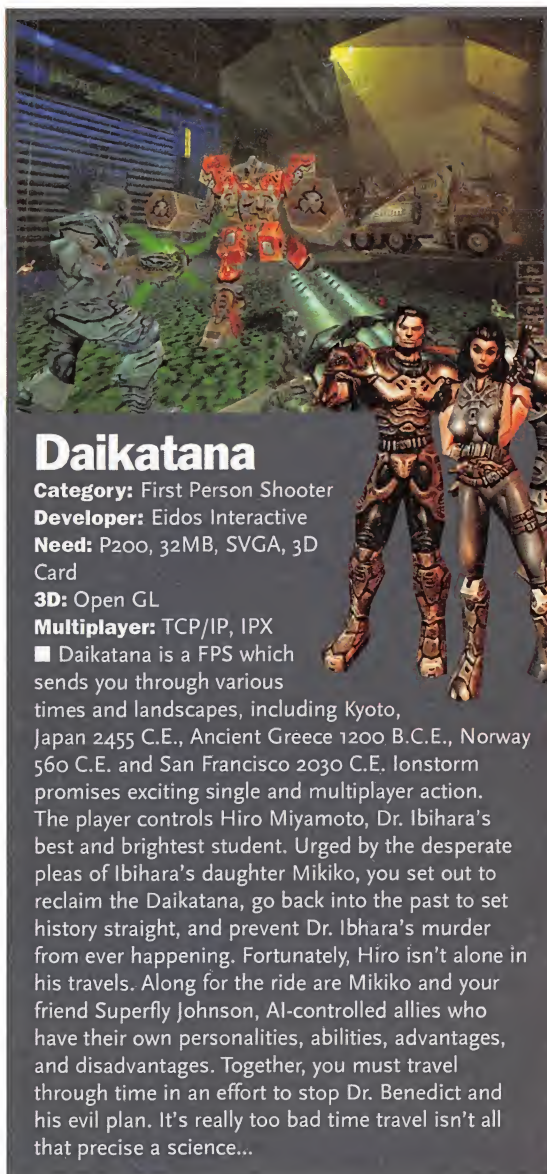 Daikatana
Category: First Person Shooter
Developer: Eidos Interactive
Need: P200, 32MB, SVGA, 3D
Card
3D: Open GL
Multiplayer: TCP/IP, IPX
■ Daikatana is a FPS which
sends you through various
times and landscapes, including Kyoto,
Japan 2455 C.E., Ancient Greece 1200 B.C.E., Norway
560 C.E. and San Francisco 2030 C.E. Ionstorm
promises exciting single and multiplayer action.
The player controls Hiro Miyamoto, Dr. Ibihara's
best and brightest student. Urged by the desperate
pleas of Ibihara's daughter Mikiko, you set out to
reclaim the Daikatana, go back into the past to set
history straight, and prevent Dr. Ibhara's murder
from ever happening. Fortunately, Hiro isn't alone in
his travels. Along for the ride are Mikiko and your
friend Superfly Johnson, AI-controlled allies who
have their own personalities, abilities, advantages,
and disadvantages. Together, you must travel
through time in an effort to stop Dr. Benedict and
his evil plan. It's really too bad time travel isn't all
that precise a science...